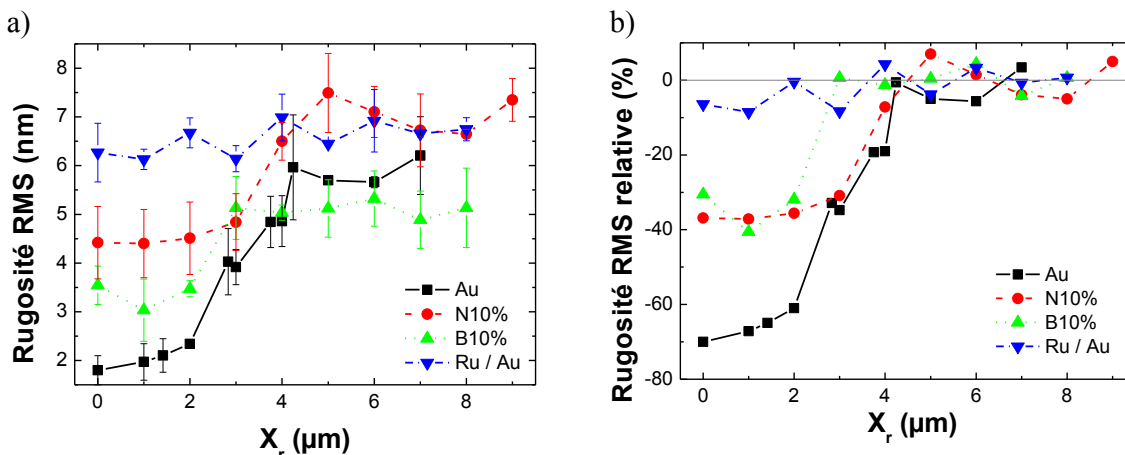 a)
Rugosité RMS (nm)
8
7
6
5
4
3
2
0 2 4 6 8
X_r (µm)
Au
N10%
B10%
Ru / Au
b)
Rugosité RMS relative (%)
0
-20
-40
-60
-80
0 2 4 6 8
X_r (µm)
Au
N10%
B10%
Ru / Au